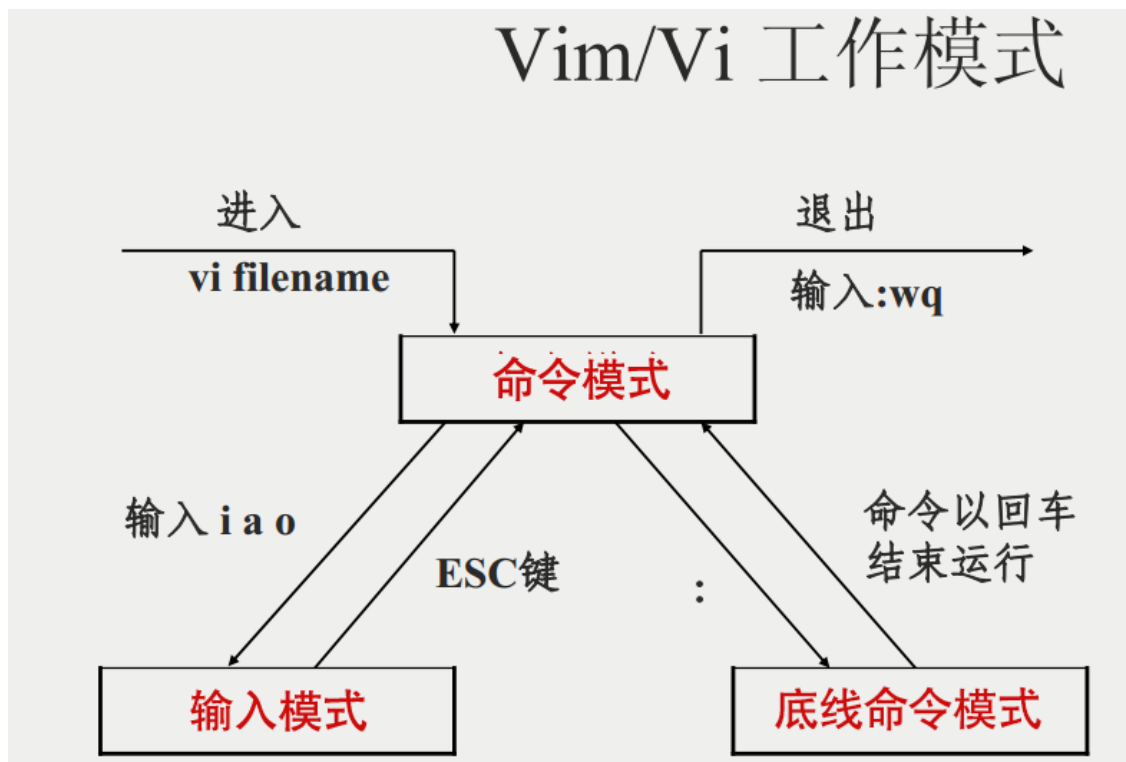 Vim/Vi 工作模式
进入
vi filename
退出
输入:wq
命令模式
输入 i a o
ESC键
:
命令以回车
结束运行
输入模式
底线命令模式